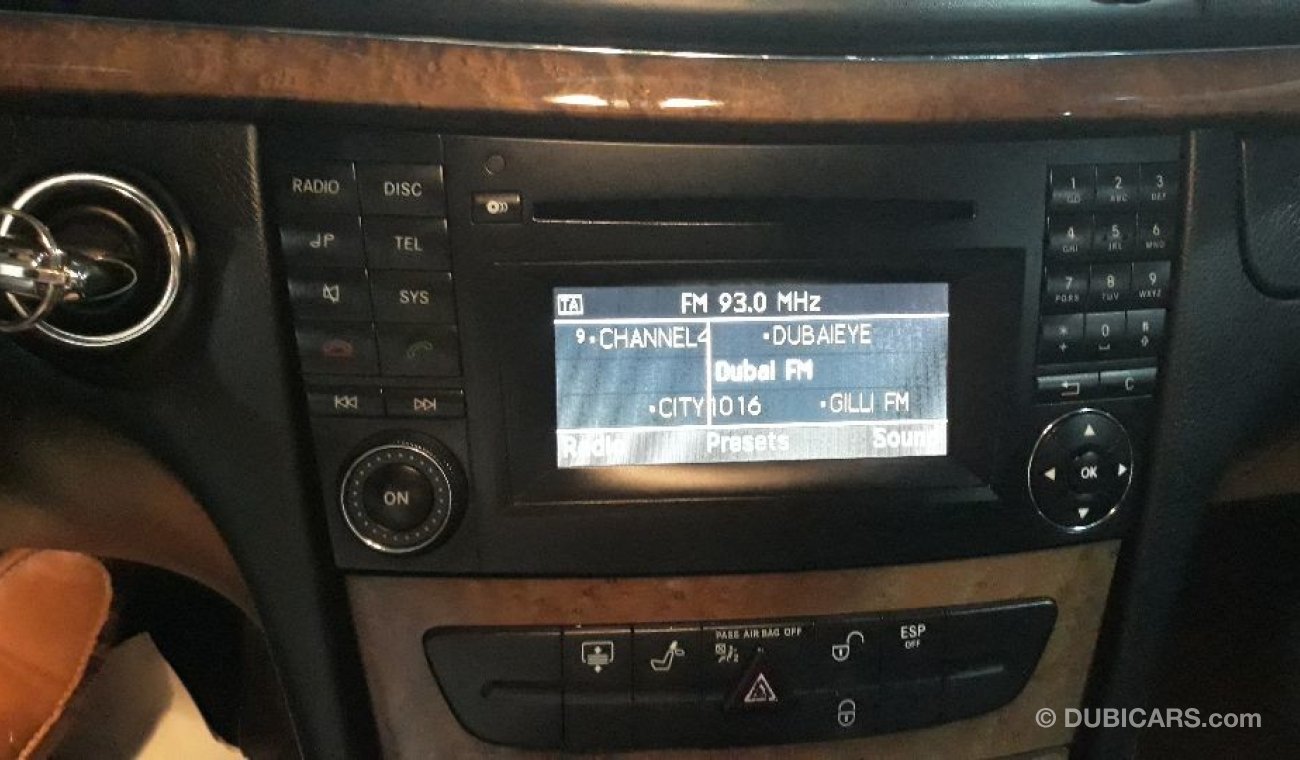 RADIO DISC
TEL
SYS
ON
TA FM 93.0 MHz
9 • CHANNEL4 • DUBAIEYE
Dubai FM
• CITY1016 • GILLI FM
Radio Presets Sound
1 2 ABC 3 DEF
4 GHI 5 JKL 6 MNO
7 PQRS 8 TUV 9 WXYZ
* 0 #
+
C
OK
PASS AIR BAG OFF
ESP
OFF
© DUBICARS.com